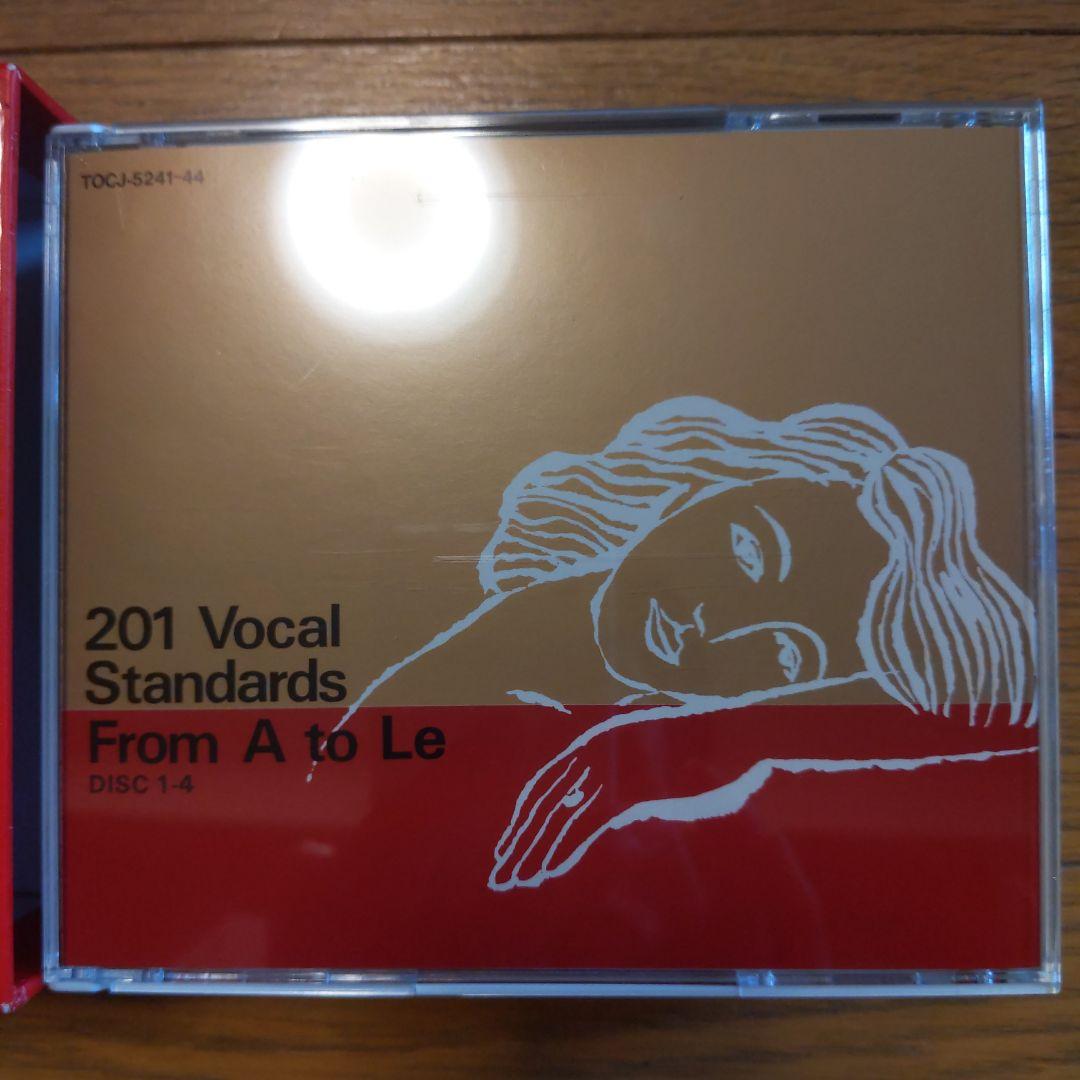 TOCJ-5241~44
201 Vocal
Standards
From A to Le
DISC 1-4